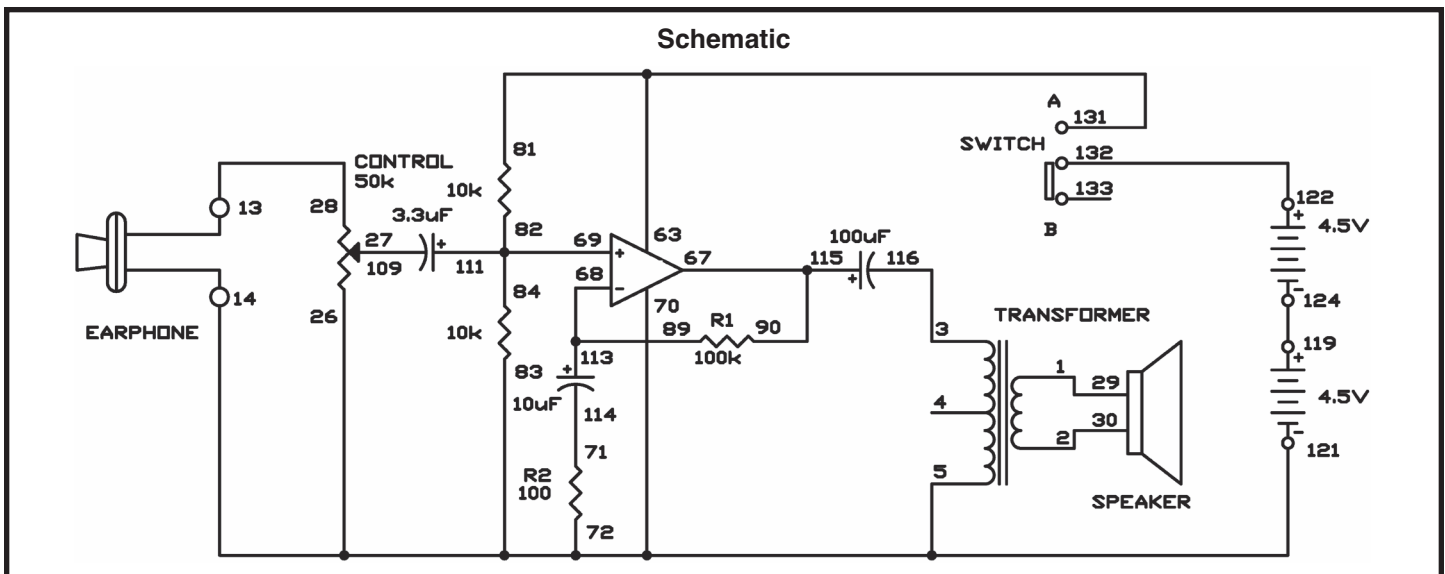 Schematic
A
131
SWITCH
132
133
B
81
10k
82
CONTROL
50k
13
28
3.3uF
27
109
111
69
63
68
67
100uF
115
116
122
+
4.5V
-
124
14
26
EARPHONE
84
10k
83
+
-
70
89
R1
90
100k
113
10uF
114
71
R2
100
72
3
TRANSFORMER
4
5
1
29
30
2
SPEAKER
119
+
4.5V
-
121
+
+
+